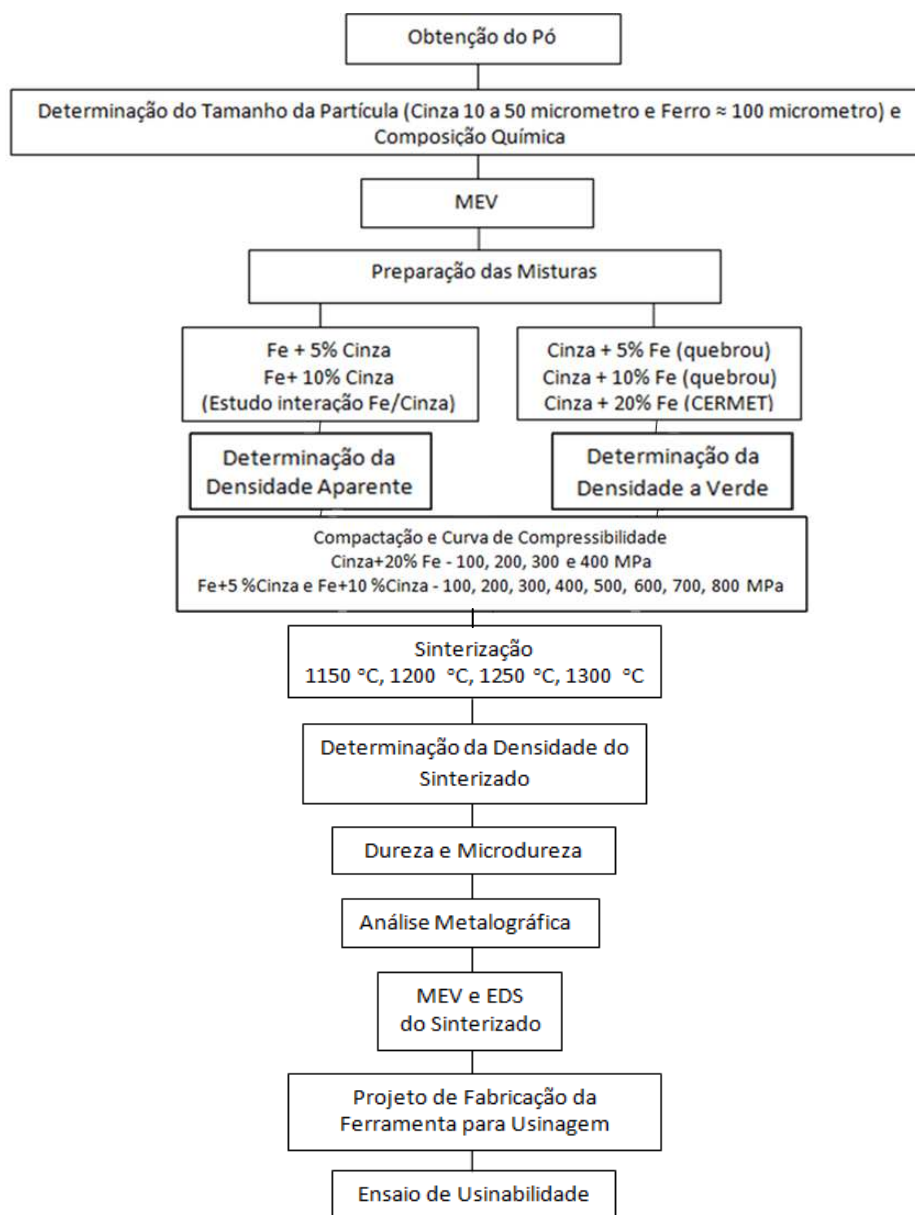 Obtenção do Pó
Determinação do Tamanho da Partícula (Cinza 10 a 50 micrometro e Ferro ≈ 100 micrometro) e
Composição Química
MEV
Preparação das Misturas
Fe + 5% Cinza
Fe+ 10% Cinza
(Estudo interação Fe/Cinza)
Cinza + 5% Fe (quebrou)
Cinza + 10% Fe (quebrou)
Cinza + 20% Fe (CERMET)
Determinação da
Densidade Aparente
Determinação da
Densidade a Verde
Compactação e Curva de Compressibilidade
Cinza+20% Fe - 100, 200, 300 e 400 MPa
Fe+5 %Cinza e Fe+10 %Cinza - 100, 200, 300, 400, 500, 600, 700, 800 MPa
Sinterização
1150 °C, 1200 °C, 1250 °C, 1300 °C
Determinação da Densidade do
Sinterizado
Dureza e Microdureza
Análise Metalográfica
MEV e EDS
do Sinterizado
Projeto de Fabricação da
Ferramenta para Usinagem
Ensaio de Usinabilidade